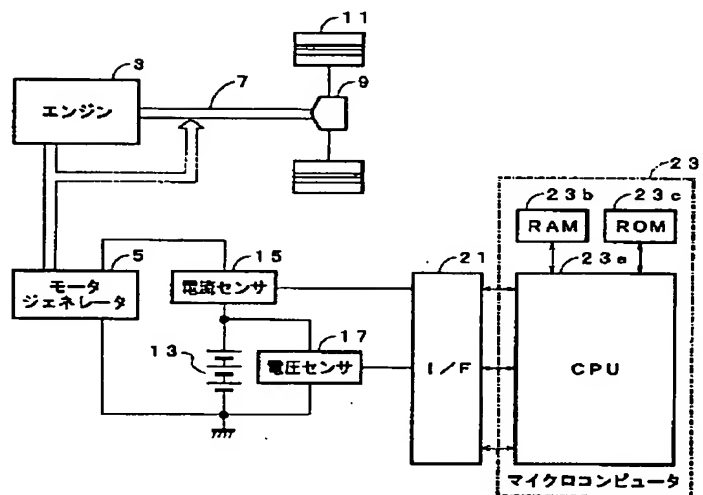 11
3
7
9
エンジン
23
23b
23c
RAM
ROM
5
15
21
23a
モータ
ジェネレータ
電流センサ
17
13
電圧センサ
I/F
CPU
マイクロコンピュータ